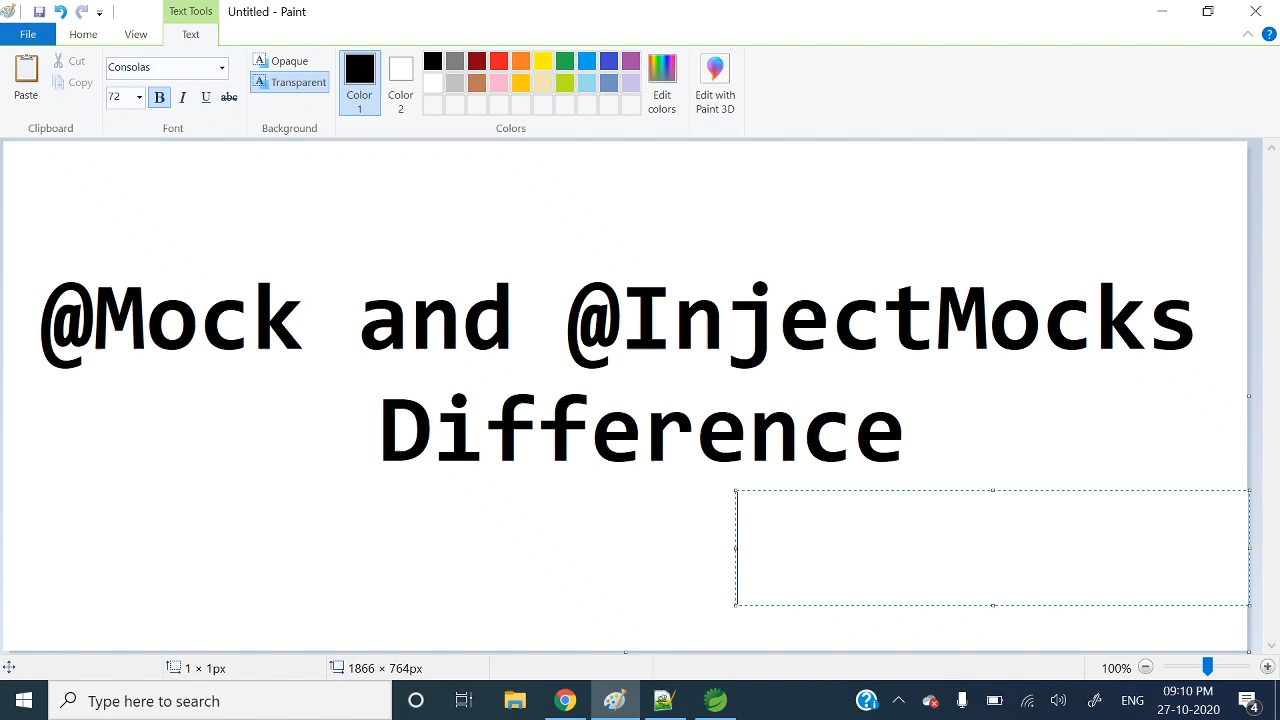 Text Tools
Untitled - Paint
File
Home
View
Text
Paste
Cut
Copy
Clipboard
Consolas
72
B
I
U
abc
Font
A Opaque
A Transparent
Background
Color
1
Color
2
Colors
Edit
colors
Edit with
Paint 3D
@Mock and @InjectMocks
Difference
1 × 1px
1866 × 764px
100%
Type here to search
ENG
09:10 PM
27-10-2020
4